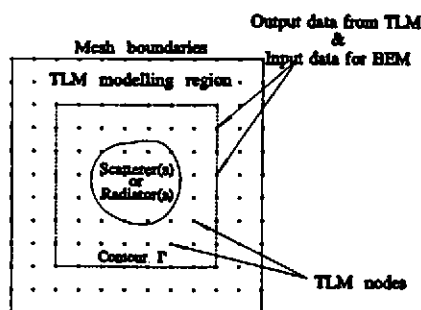 Output data from TLM
&
Input data for BEM
Mesh boundaries
TLM modelling region
Scatterer(s)
or
Radiator(s)
Contour Γ
TLM nodes